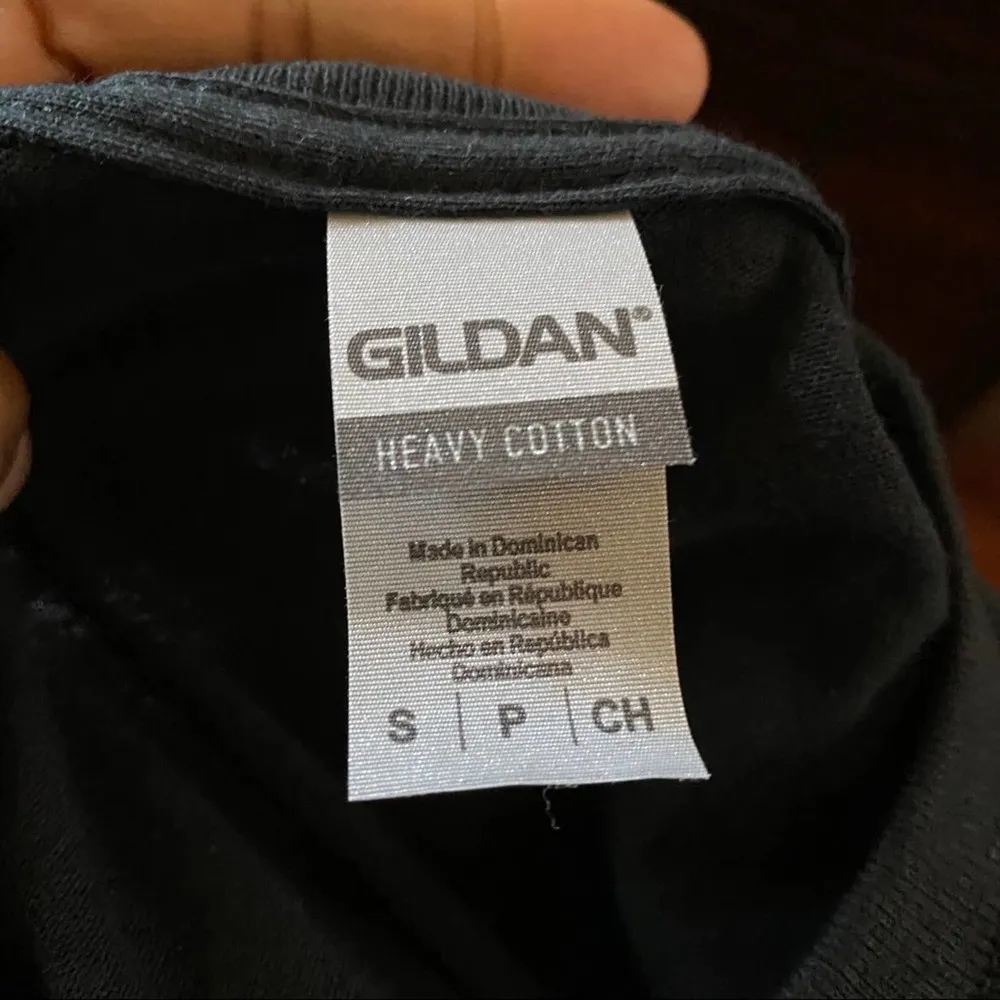 GILDAN®
HEAVY COTTON
Made in Dominican
Republic
Fabriqué en République
Dominicaine
Hecho en República
Dominicana
S | P | CH